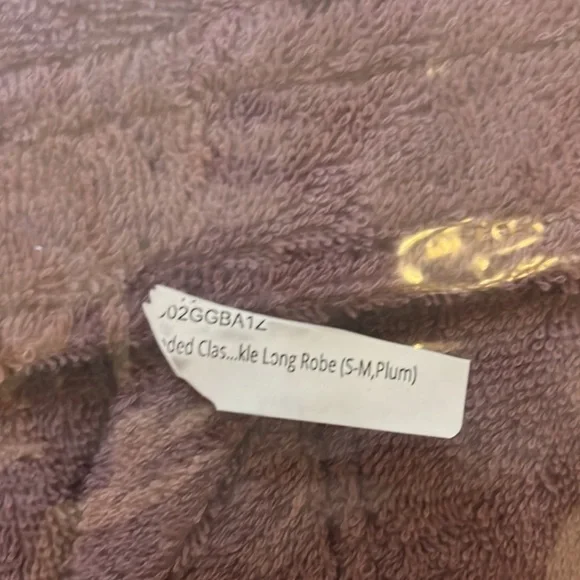 02GGBA1Z
ded Clas...kle Long Robe (S-M,Plum)